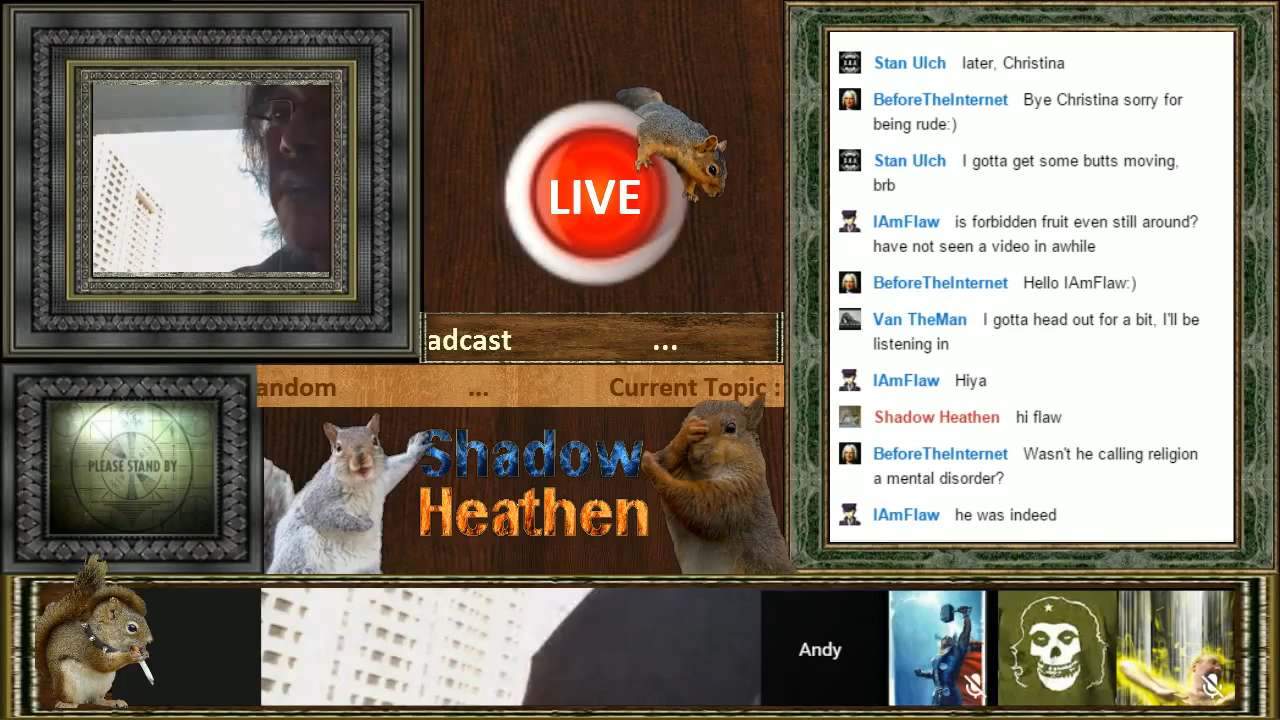 LIVE
adcast ...
andom ... Current Topic :
PLEASE STAND BY
Shadow
Heathen
Stan Ulch later, Christina
BeforeTheInternet Bye Christina sorry for
being rude:)
Stan Ulch I gotta get some butts moving,
brb
IAmFlaw is forbidden fruit even still around?
have not seen a video in awhile
BeforeTheInternet Hello IAmFlaw:)
Van TheMan I gotta head out for a bit, I'll be
listening in
IAmFlaw Hiya
Shadow Heathen hi flaw
BeforeTheInternet Wasn't he calling religion
a mental disorder?
IAmFlaw he was indeed
Andy